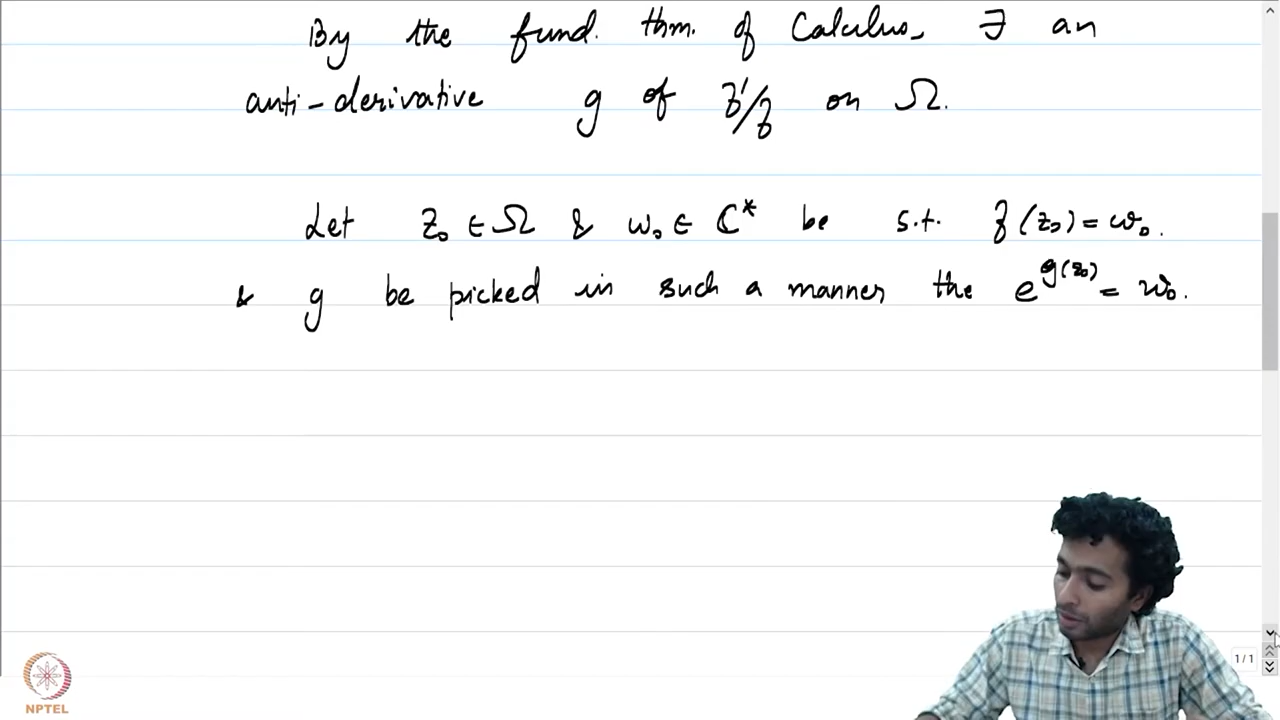 By the fund. thm. of Calculus, ∃ an
anti-derivative g of f'/f on Ω.
Let z₀ ∈ Ω & w₀ ∈ ℂ* be s.t. f(z₀) = w₀.
& g be picked in such a manner the e^{g(z₀)} = w₀.
1/1
NPTEL